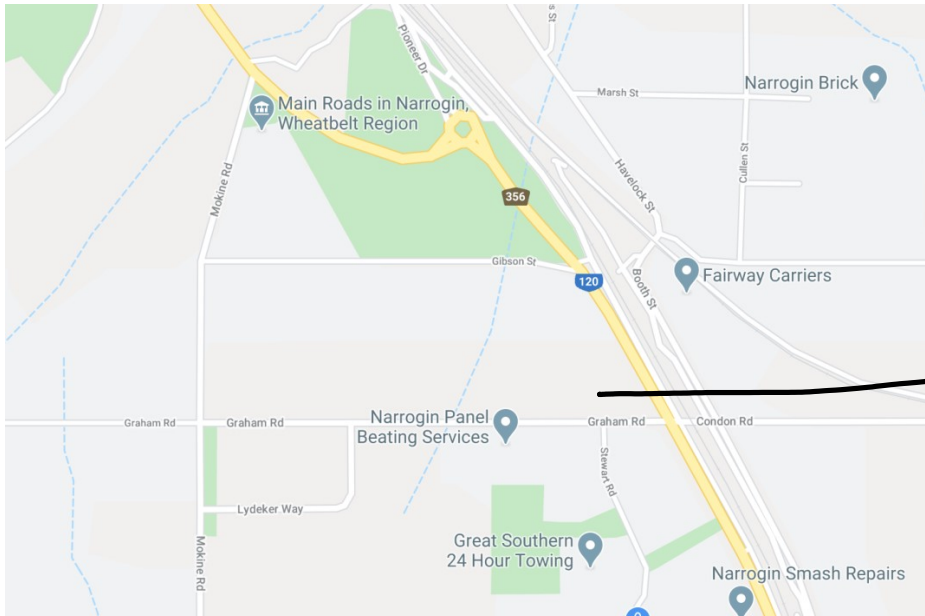 s St
Pioneer Dr
Narrogin Brick
Marsh St
Main Roads in Narrogin,
Wheatbelt Region
Cullen St
Havelock St
Mokine Rd
356
Gibson St
120
Booth St
Fairway Carriers
Graham Rd
Graham Rd
Narrogin Panel
Beating Services
Graham Rd
Condon Rd
Stewart Rd
Lydeker Way
Mokine Rd
Great Southern
24 Hour Towing
Narrogin Smash Repairs